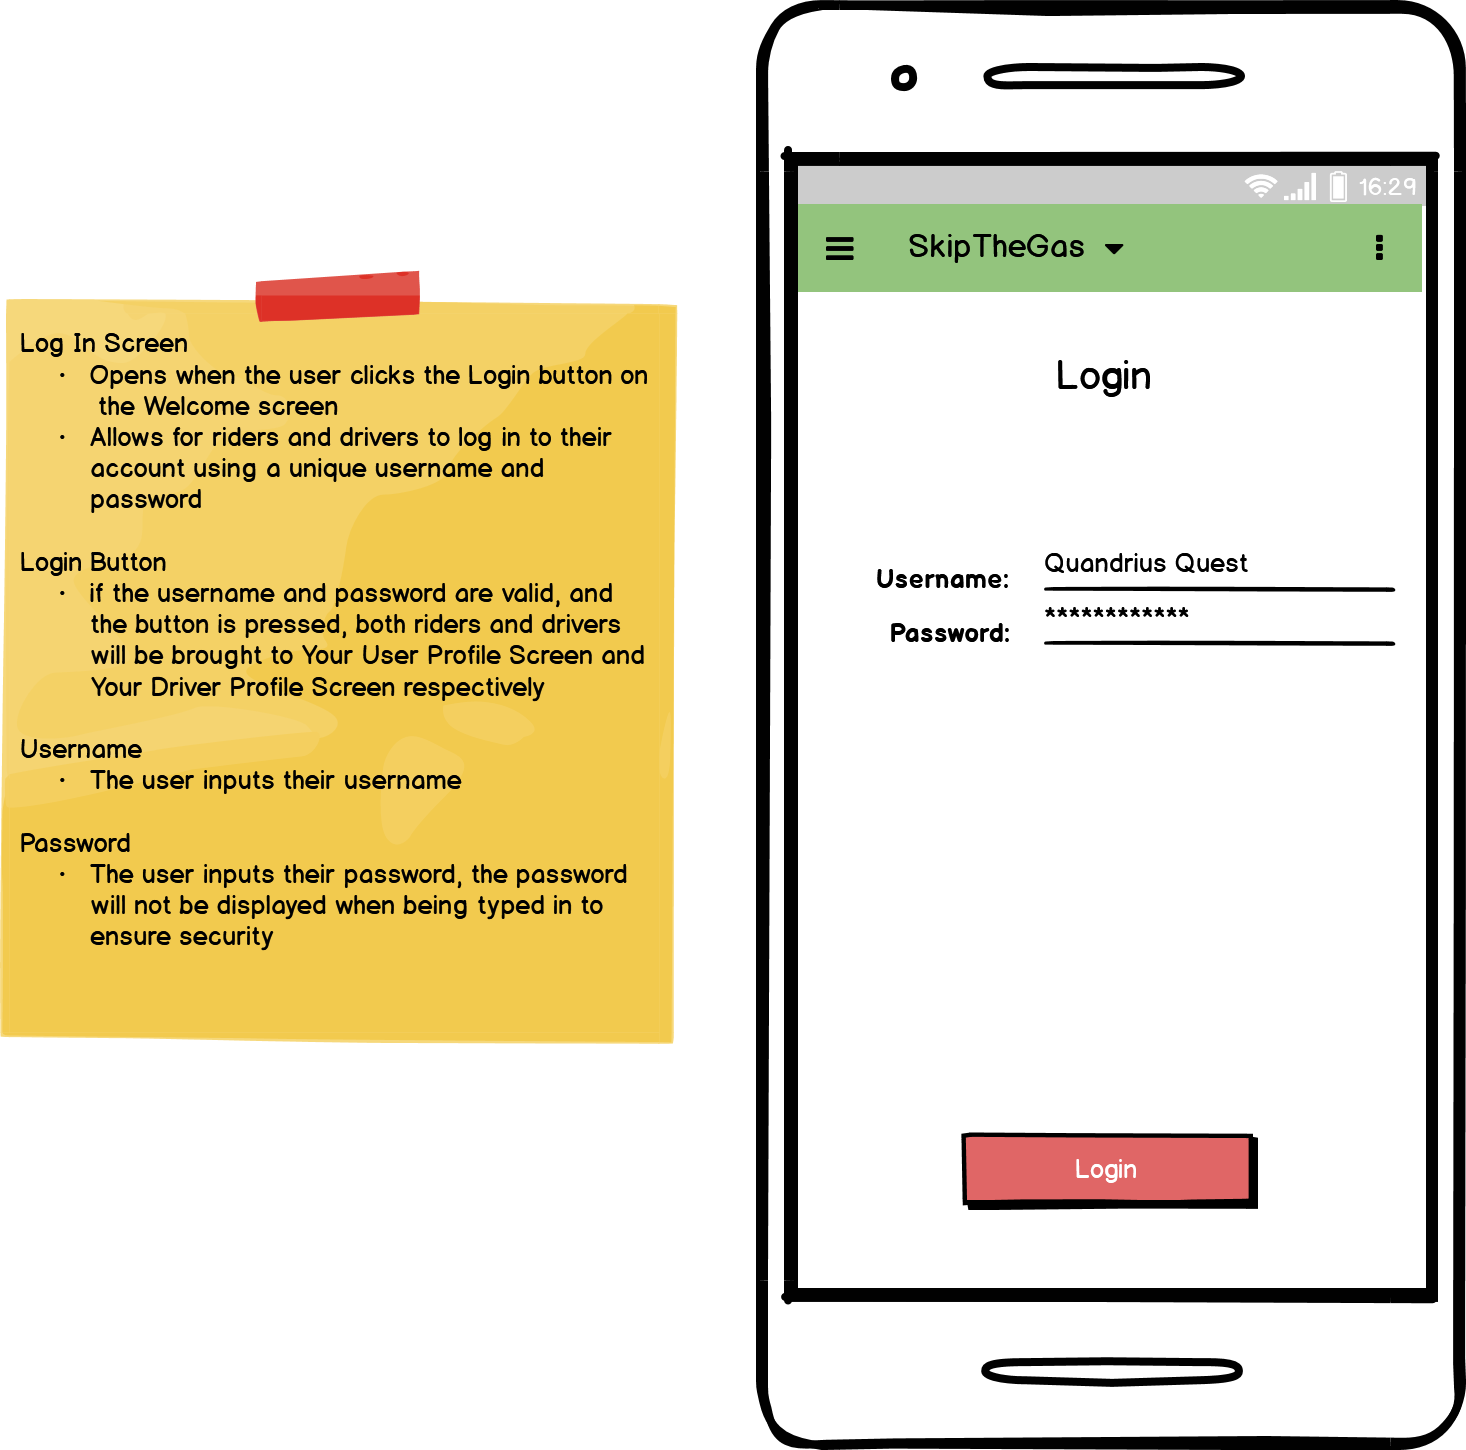 Log In Screen
· Opens when the user clicks the Login button on
the Welcome screen
· Allows for riders and drivers to log in to their
account using a unique username and
password
Login Button
· if the username and password are valid, and
the button is pressed, both riders and drivers
will be brought to Your User Profile Screen and
Your Driver Profile Screen respectively
Username
· The user inputs their username
Password
· The user inputs their password, the password
will not be displayed when being typed in to
ensure security
16:29
SkipTheGas
Login
Username: Quandrius Quest
Password: ************
Login